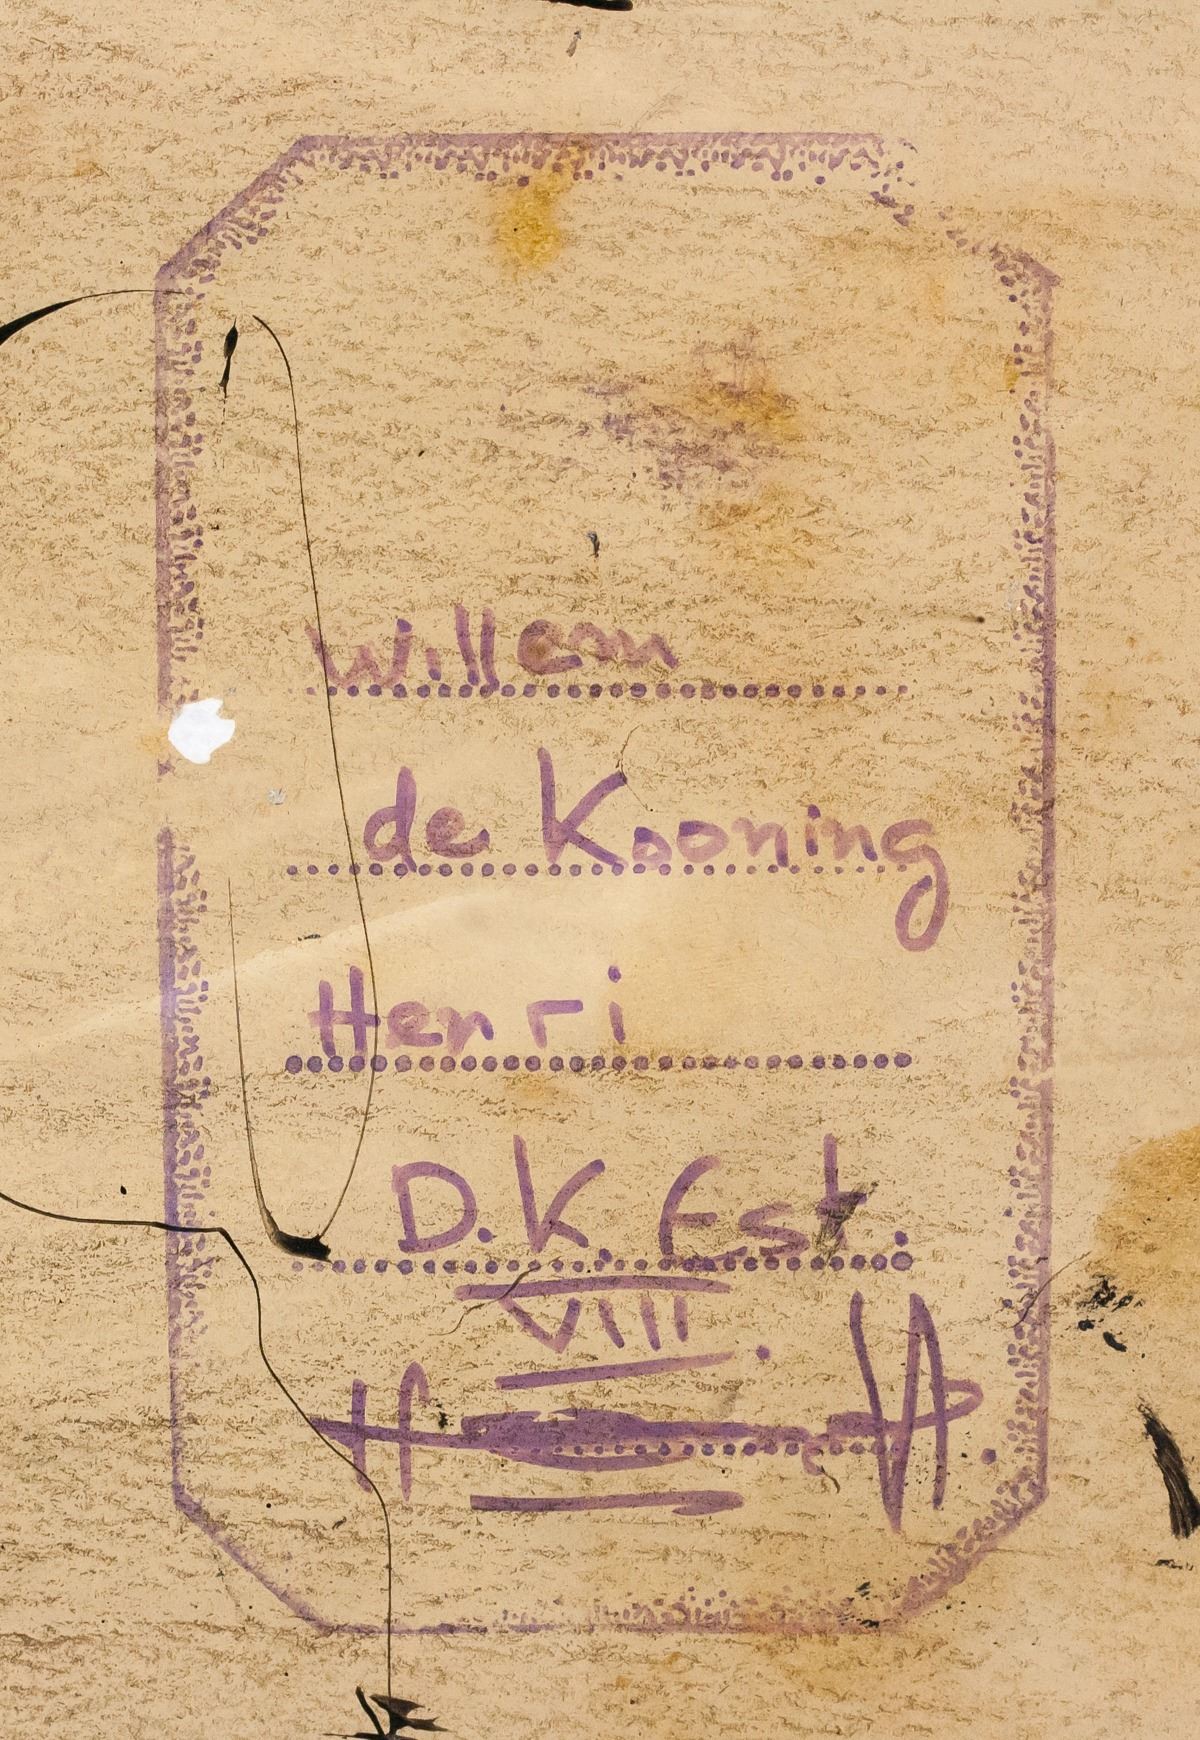 Willem
de Kooning
Henri
D.K. Est.
VIII.